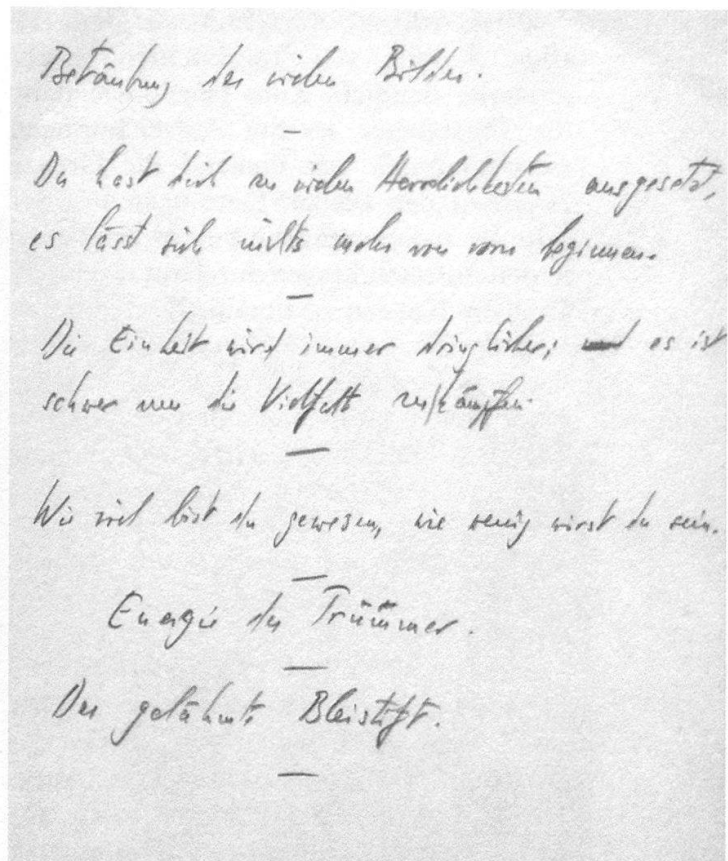 Betäubung der vielen Bilder.
–
Du hast dich zu vielen Herrlichkeiten ausgesetzt,
es lässt sich nichts mehr von vorn beginnen.
–
Die Einheit wird immer dringlicher; es ist
schwer um die Vielfalt zu kämpfen.
–
Wie viel bist du gewesen, wie wenig wirst du sein.
–
Energie der Trümmer.
–
Der gelähmte Bleistift.
–